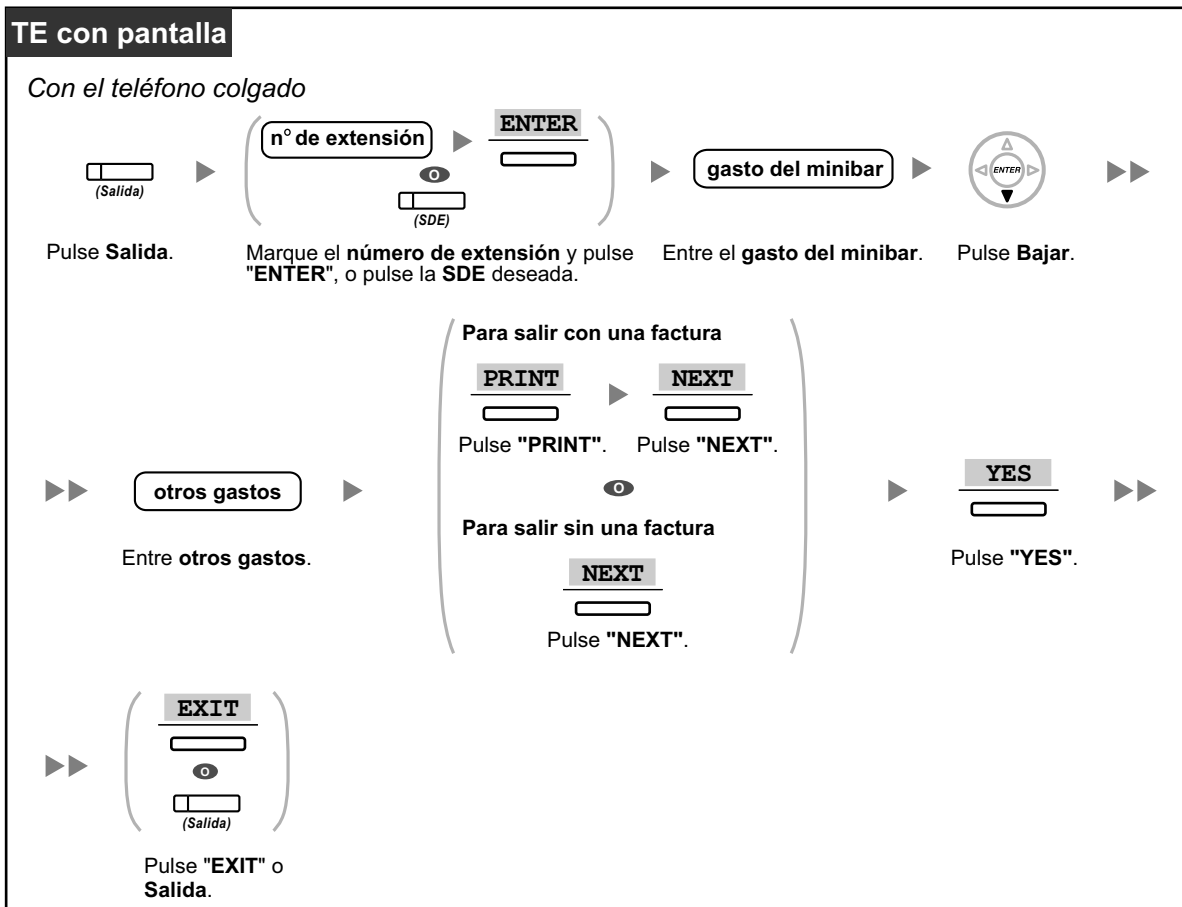 TE con pantalla
Con el teléfono colgado
(Salida)
Pulse Salida.
n° de extensión
ENTER
O
(SDE)
Marque el número de extensión y pulse
"ENTER", o pulse la SDE deseada.
gasto del minibar
Entre el gasto del minibar.
ENTER
Pulse Bajar.
otros gastos
Entre otros gastos.
Para salir con una factura
PRINT
Pulse "PRINT".
NEXT
Pulse "NEXT".
O
Para salir sin una factura
NEXT
Pulse "NEXT".
YES
Pulse "YES".
EXIT
O
(Salida)
Pulse "EXIT" o
Salida.